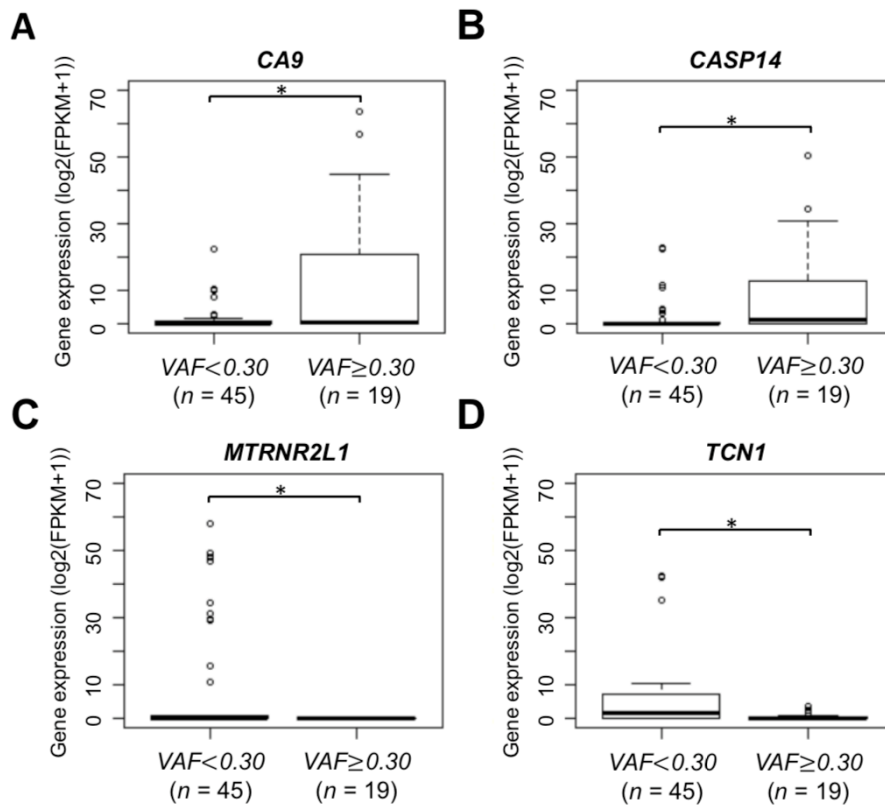 A
CA9
Gene expression (log2(FPKM+1))
70
50
30
10
0
*
VAF<0.30
(n = 45)
VAF≥0.30
(n = 19)
B
CASP14
Gene expression (log2(FPKM+1))
70
50
30
10
0
*
VAF<0.30
(n = 45)
VAF≥0.30
(n = 19)
C
MTRNR2L1
Gene expression (log2(FPKM+1))
70
50
30
10
0
*
VAF<0.30
(n = 45)
VAF≥0.30
(n = 19)
D
TCN1
Gene expression (log2(FPKM+1))
70
50
30
10
0
*
VAF<0.30
(n = 45)
VAF≥0.30
(n = 19)